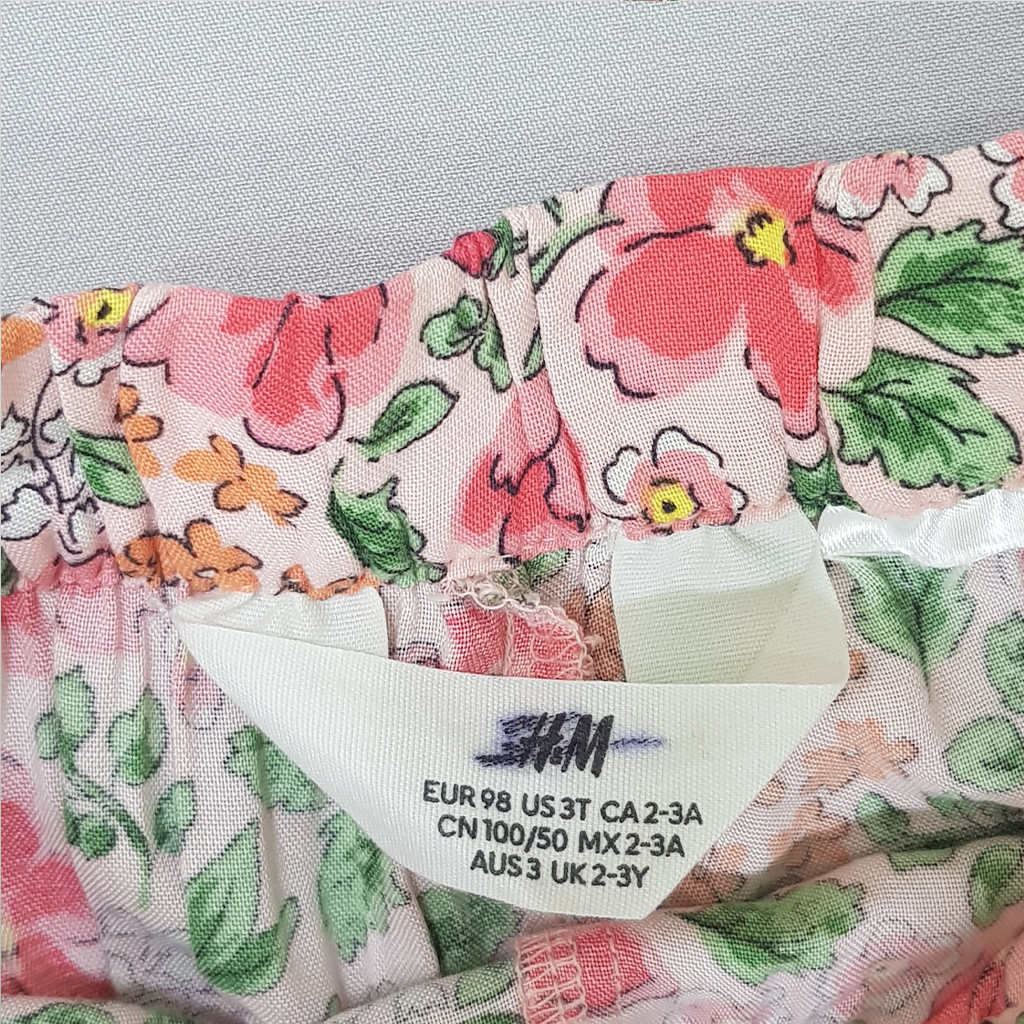 H&M
EUR 98 US 3T CA 2-3A
CN 100/50 MX 2-3A
AUS 3 UK 2-3Y